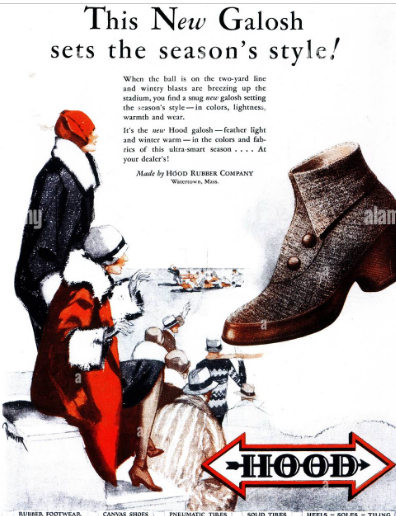 This New Galosh
sets the season's style!
When the ball is on the two-yard line
and wintry blasts are breezing up the
stadium, you find a snug new galosh setting
the season's style—in colors, lightness,
warmth and wear.
It's the new Hood galosh—feather light
and winter warm—in the colors and fab-
rics of this ultra-smart season . . . . At
your dealer's!
Made by HOOD RUBBER COMPANY
Watertown, Mass.
alam
a
HOOD
RUBBER FOOTWEAR CANVAS SHOES PNEUMATIC TIRES SOLID TIRES HEELS - SOLES - TILING